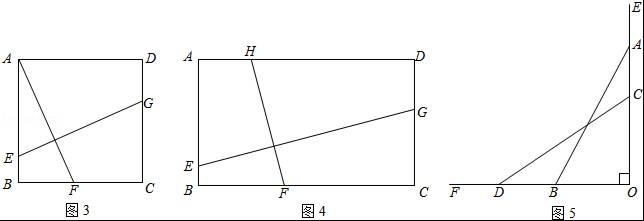 E
A H D A D A
G G C
E E
B F C B F C F D B O
图3 图4 图5